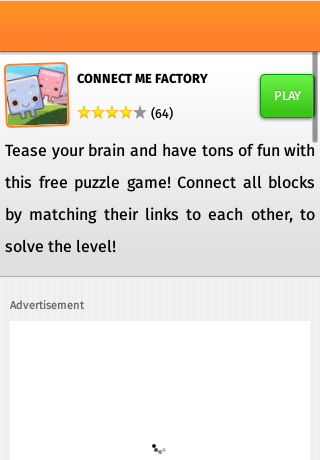 CONNECT ME FACTORY
(64)
PLAY
Tease your brain and have tons of fun with
this free puzzle game! Connect all blocks
by matching their links to each other, to
solve the level!
Advertisement